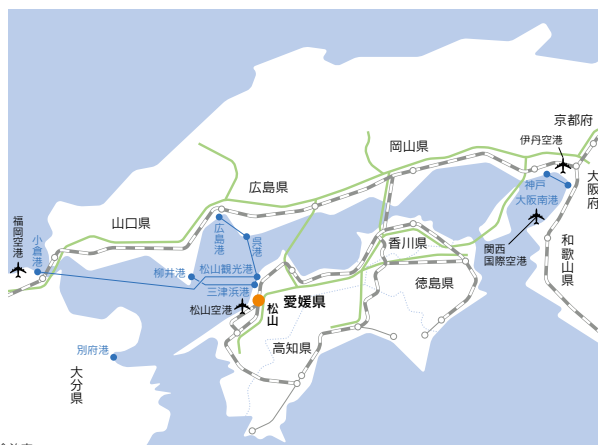 京都府
伊丹空港
岡山県
神戸
大阪南港
大阪府
広島県
山口県
福岡空港
小倉港
広島港
呉港
香川県
関西
国際空港
和歌山県
柳井港
松山観光港
三津浜港
徳島県
松山空港
松山
愛媛県
高知県
別府港
大分県